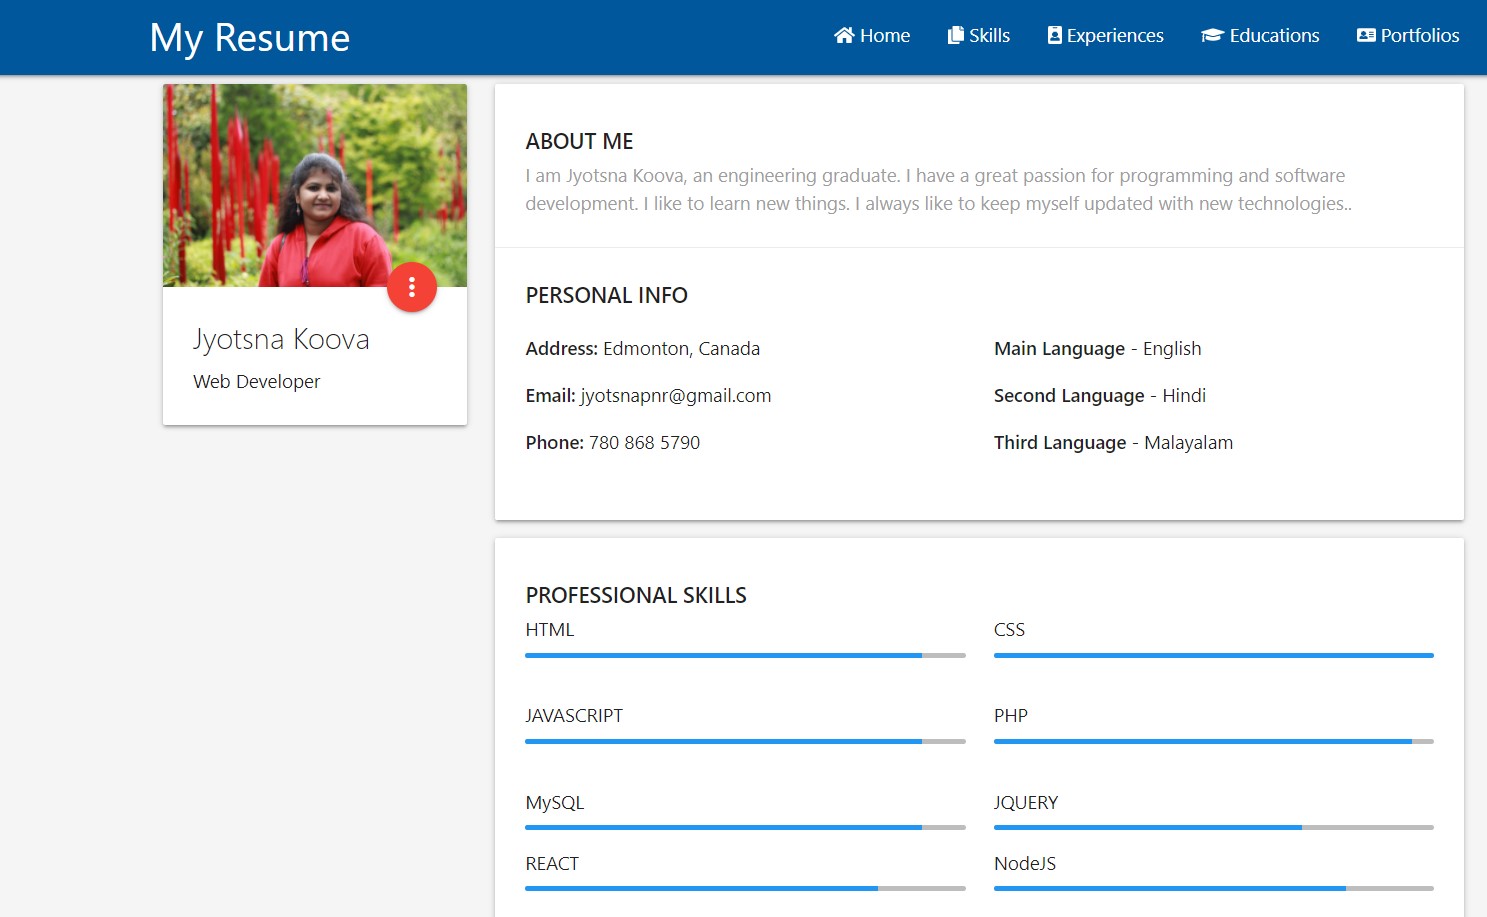 My Resume
Home Skills Experiences Educations Portfolios
Jyotsna Koova
Web Developer
ABOUT ME
I am Jyotsna Koova, an engineering graduate. I have a great passion for programming and software
development. I like to learn new things. I always like to keep myself updated with new technologies..
PERSONAL INFO
Address: Edmonton, Canada
Main Language - English
Email: jyotsnapnr@gmail.com
Second Language - Hindi
Phone: 780 868 5790
Third Language - Malayalam
PROFESSIONAL SKILLS
HTML
CSS
JAVASCRIPT
PHP
MySQL
JQUERY
REACT
NodeJS